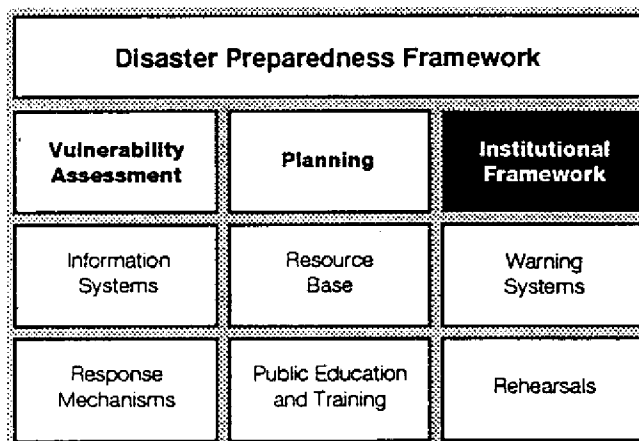 Disaster Preparedness Framework
Vulnerability
Assessment
Planning
Institutional
Framework
Information
Systems
Resource
Base
Warning
Systems
Response
Mechanisms
Public Education
and Training
Rehearsals